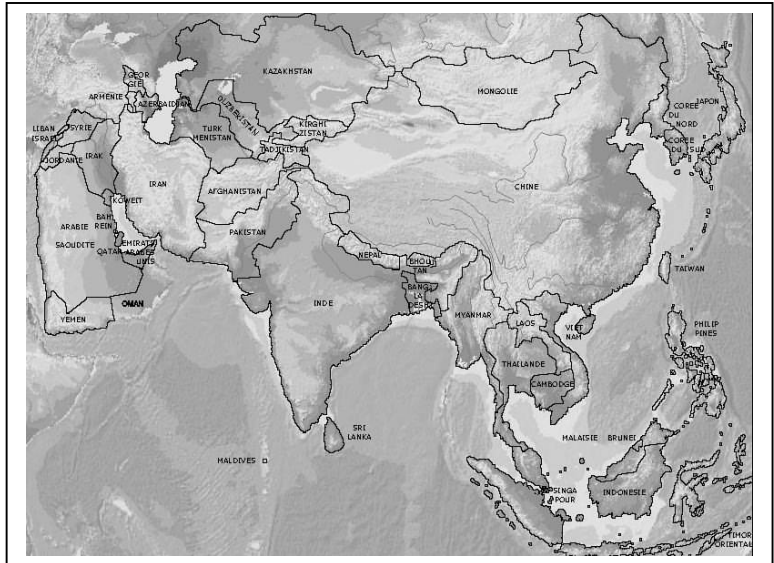 KAZAKHSTAN
MONGOLIE
GEOR
GIE
ARMENIE
AZERBAIDJAN
OUZBEKISTAN
TURK
MENISTAN
KIRGHI
ZISTAN
TADJIKISTAN
COREE
DU
NORD
JAPON
COREE
DU SUD
LIBAN
ISRAEL
SYRIE
JORDANIE
IRAK
IRAN
AFGHANISTAN
CHINE
KOWEIT
BAH
REIN
ARABIE
SAOUDITE
QATAR
EMIRATS
ARABES
UNIS
PAKISTAN
NEPAL
BHOU
TAN
BANG
LA
DESH
TAIWAN
OMAN
YEMEN
INDE
MYANMAR
LAOS
VIET
NAM
PHILIP
PINES
THAILANDE
CAMBODGE
SRI
LANKA
MALDIVES
MALAISIE
BRUNEI
SINGA
POUR
INDONESIE
TIMOR
ORIENTAL